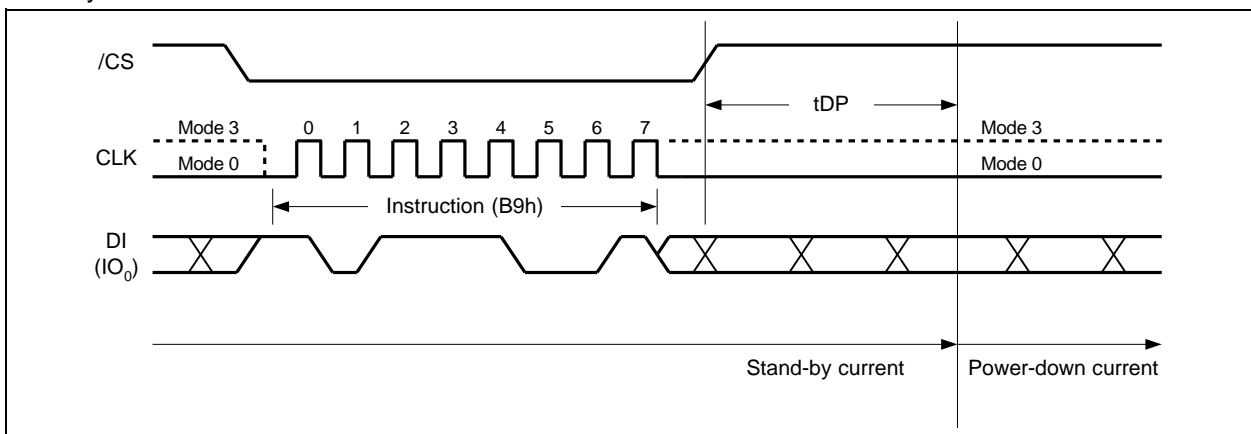 /CS
tDP
Mode 3 0 1 2 3 4 5 6 7 Mode 3
CLK
Mode 0 Mode 0
Instruction (B9h)
DI
(IO0)
Stand-by current Power-down current